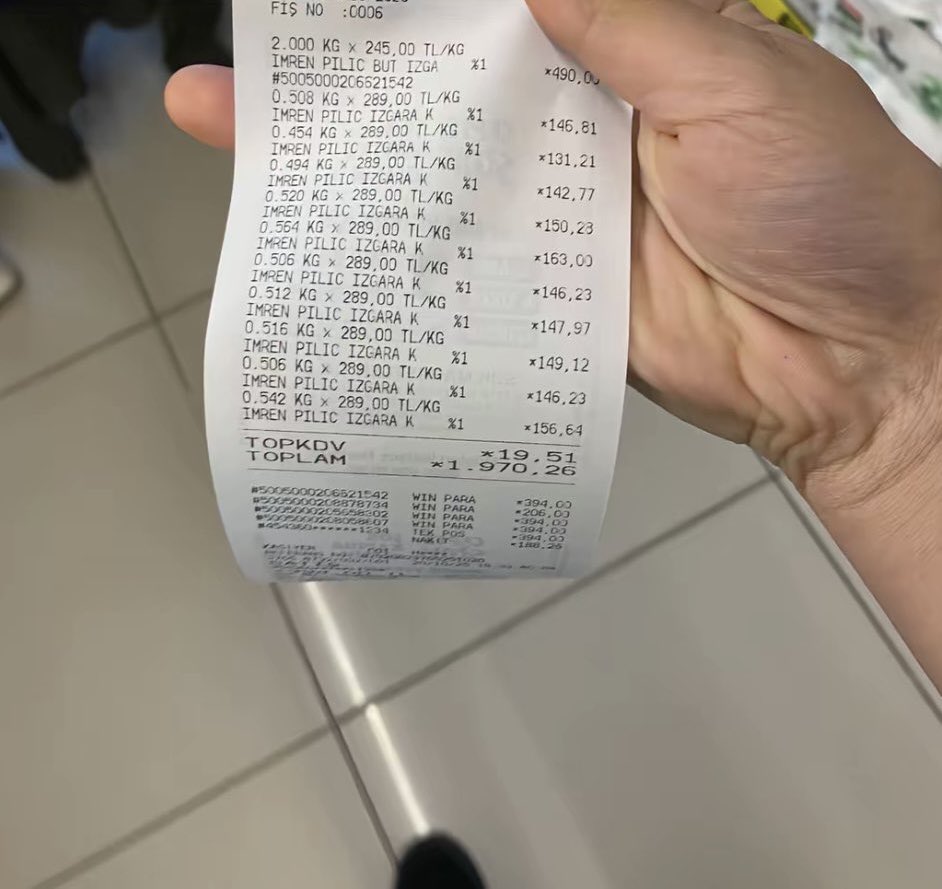 FİŞ NO :0006
2.000 KG × 245,00 TL/KG
IMREN PILIC BUT IZGA %1 *490,00
#5005000206621542
0.508 KG × 289,00 TL/KG
IMREN PILIC IZGARA K %1 *146,81
0.454 KG × 289,00 TL/KG
IMREN PILIC IZGARA K %1 *131,21
0.494 KG × 289,00 TL/KG
IMREN PILIC IZGARA K %1 *142,77
0.520 KG × 289,00 TL/KG
IMREN PILIC IZGARA K %1 *150,28
0.564 KG × 289,00 TL/KG
IMREN PILIC IZGARA K %1 *163,00
0.506 KG × 289,00 TL/KG
IMREN PILIC IZGARA K %1 *146,23
0.512 KG × 289,00 TL/KG
IMREN PILIC IZGARA K %1 *147,97
0.516 KG × 289,00 TL/KG
IMREN PILIC IZGARA K %1 *149,12
0.506 KG × 289,00 TL/KG
IMREN PILIC IZGARA K %1 *146,23
0.542 KG × 289,00 TL/KG
IMREN PILIC IZGARA K %1 *156,64
TOPKDV *19,51
TOPLAM *1.970,26
#5005000206621542 WIN PARA *394,00
#5005000208878734 WIN PARA *206,00
WIN PARA *394,00
WIN PARA *394,00
TEK POS *394,00
NAKİT *188,26
KASİYER